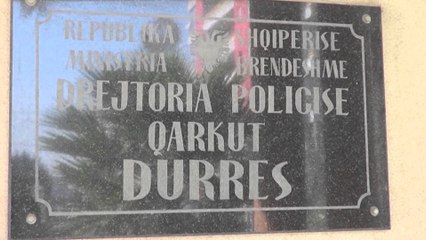 REPUBLIKA SHQIPERISE
MINISTRIA BRENDESHME
DREJTORIA POLICISE
QARKUT
DURRES